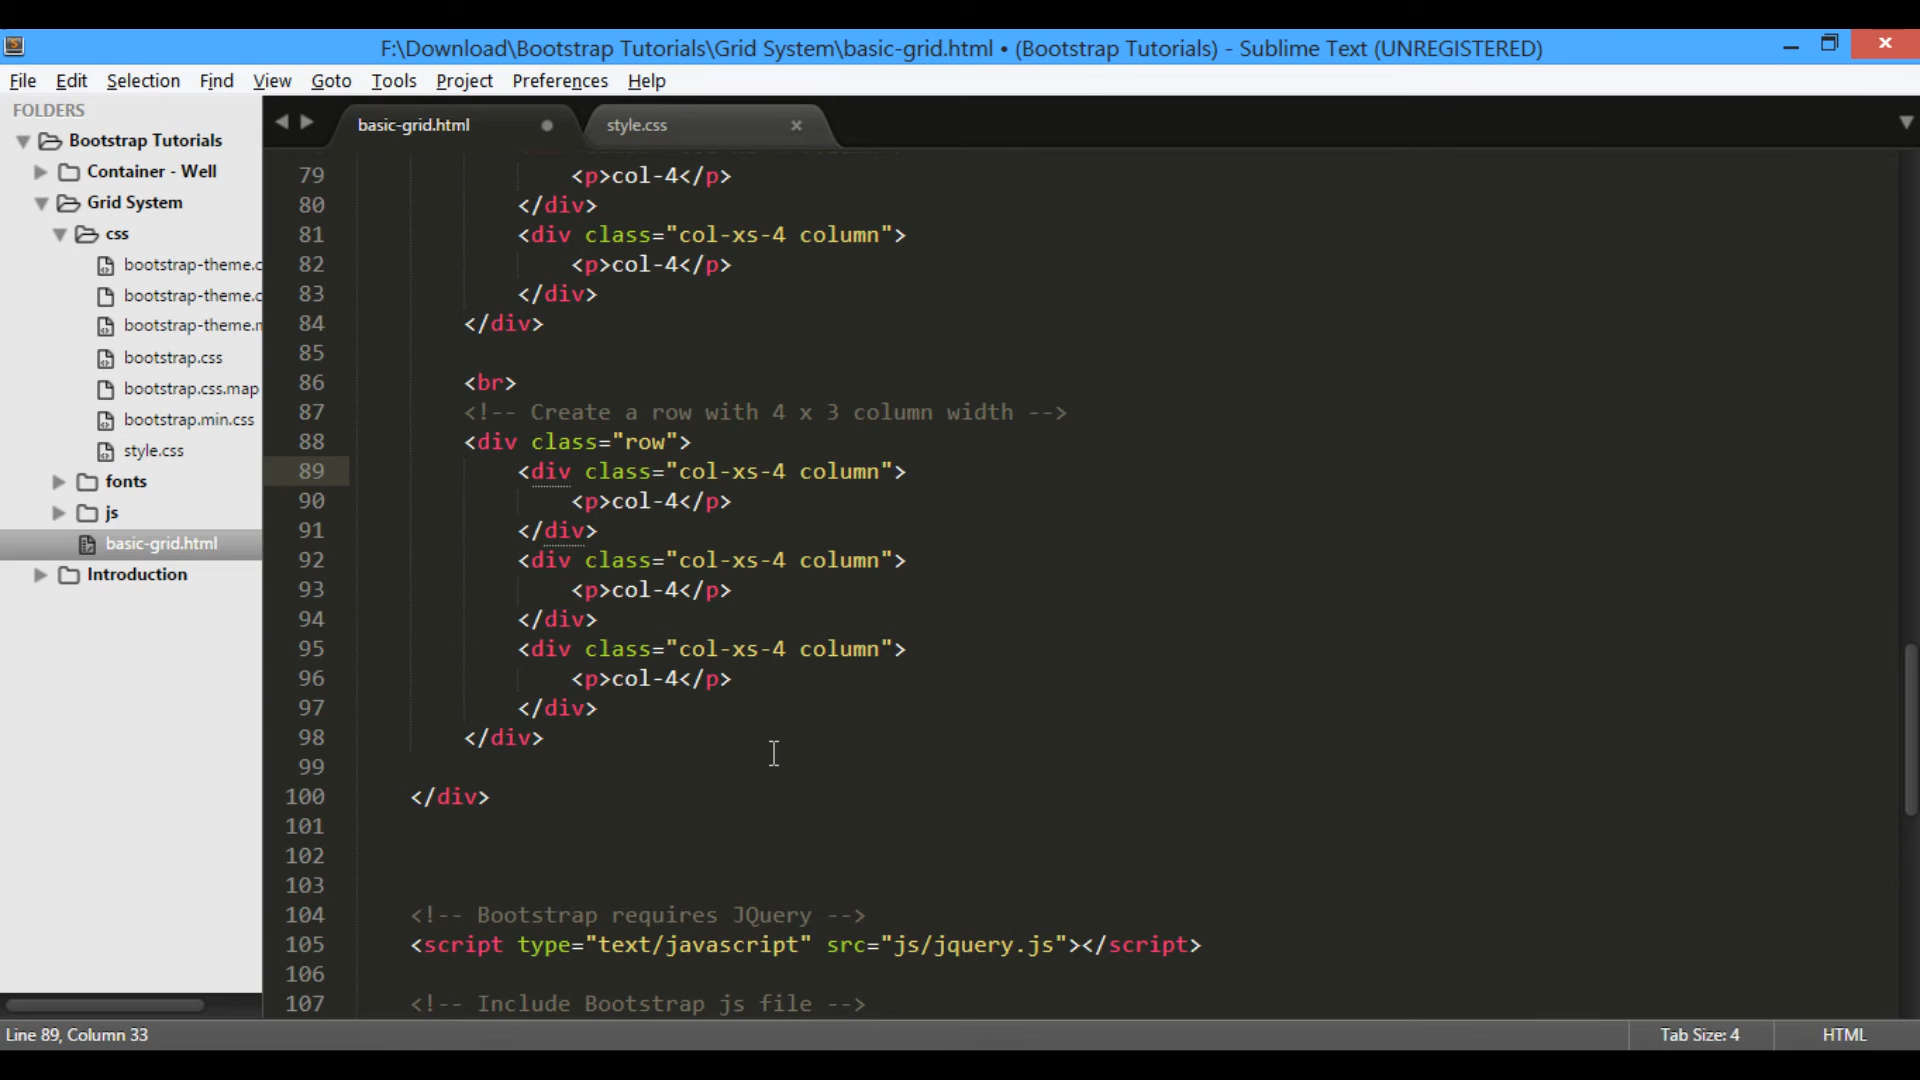 F:\Download\Bootstrap Tutorials\Grid System\basic-grid.html • (Bootstrap Tutorials) - Sublime Text (UNREGISTERED)
File Edit Selection Find View Goto Tools Project Preferences Help
FOLDERS
Bootstrap Tutorials
Container - Well
Grid System
css
bootstrap-theme.c
bootstrap-theme.c
bootstrap-theme.m
bootstrap.css
bootstrap.css.map
bootstrap.min.css
style.css
fonts
js
basic-grid.html
Introduction
basic-grid.html style.css
79 <p>col-4</p>
80 </div>
81 <div class="col-xs-4 column">
82 <p>col-4</p>
83 </div>
84 </div>
85
86 <br>
87 <!-- Create a row with 4 x 3 column width -->
88 <div class="row">
89 <div class="col-xs-4 column">
90 <p>col-4</p>
91 </div>
92 <div class="col-xs-4 column">
93 <p>col-4</p>
94 </div>
95 <div class="col-xs-4 column">
96 <p>col-4</p>
97 </div>
98 </div>
99
100 </div>
101
102
103
104 <!-- Bootstrap requires JQuery -->
105 <script type="text/javascript" src="js/jquery.js"></script>
106
107 <!-- Include Bootstrap js file -->
Line 89, Column 33 Tab Size: 4 HTML